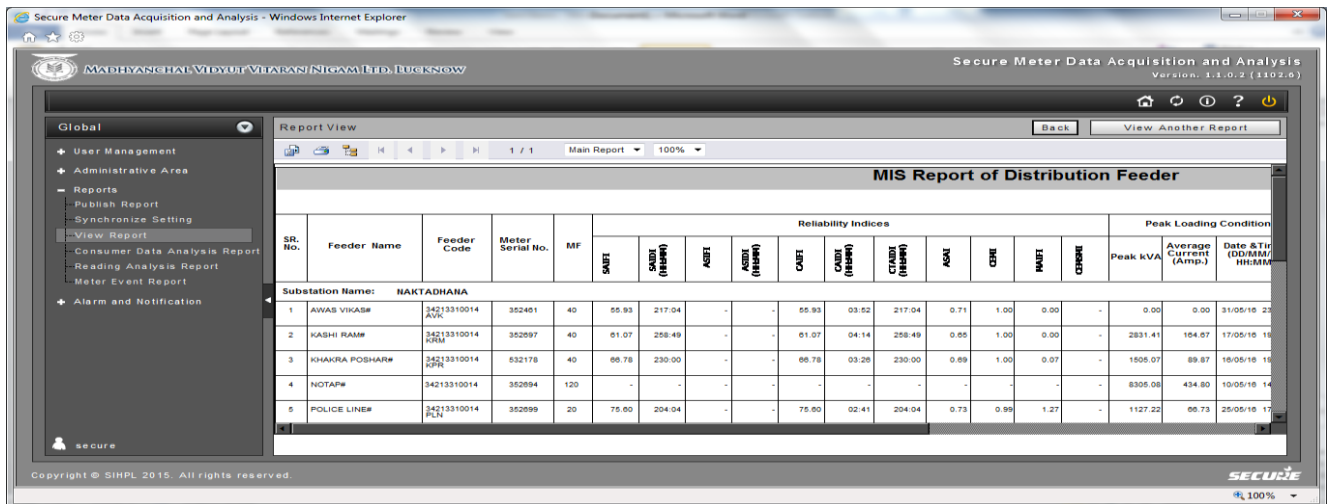 Secure Meter Data Acquisition and Analysis - Windows Internet Explorer
MADHYANCHAL VIDYUT VITARAN NIGAM LTD. LUCKNOW
Secure Meter Data Acquisition and Analysis
Version. 1.1.0.2 (1102.6)
Global
Report View
Back
View Another Report
User Management
Administrative Area
Reports
Publish Report
Synchronize Setting
View Report
Consumer Data Analysis Report
Reading Analysis Report
Meter Event Report
Alarm and Notification
secure
1 / 1 Main Report 100%
MIS Report of Distribution Feeder
Reliability Indices Peak Loading Condition
SR. No. Feeder Name Feeder Code Meter Serial No. MF SAIFI SAIDI (HH:MM) ASIFI ASIDI (HH:MM) CAIFI CAIDI (HH:MM) CTAIDI (HH:MM) ASAI CEMI MAIFI CEMSMI Peak kVA Average Current (Amp.) Date & (DD/MM/ HH:MM
Substation Name: NAKTADHANA
1 AWAS VIKAS# 34213310014 AVK 352461 40 55.93 217:04 - - 55.93 03:52 217:04 0.71 1.00 0.00 - 0.00 0.00 31/05/16 23
2 KASHI RAM# 34213310014 KRM 352697 40 61.07 258:49 - - 61.07 04:14 258:49 0.65 1.00 0.00 - 2831.41 164.67 17/05/16
3 KHAKRA POSHAR# 34213310014 KPR 532178 40 66.78 230:00 - - 66.78 03:26 230:00 0.69 1.00 0.07 - 1505.07 89.87 16/05/16
4 NOTAP# 34213310014 352694 120 - - - - - - - - - - - 8305.08 434.80 10/05/16 14
5 POLICE LINE# 34213310014 PLN 352699 20 75.60 204:04 - - 75.60 02:41 204:04 0.73 0.99 1.27 - 1127.22 66.73 25/05/16 17
Copyright © SIHPL 2015. All rights reserved.
SECURE
100%